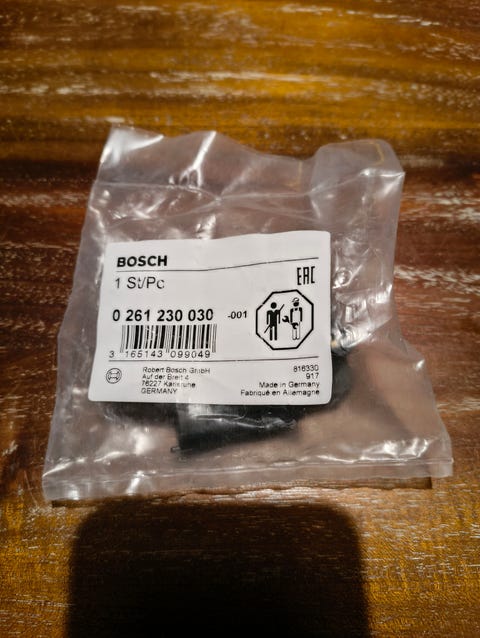 BOSCH
EAC
1 St/Pc
0 261 230 030 -001
3 165143 099049
Robert Bosch GmbH
Auf der Breit 4
76227 Karlsruhe
GERMANY
816330
917
Made in Germany
Fabriqué en Allemagne